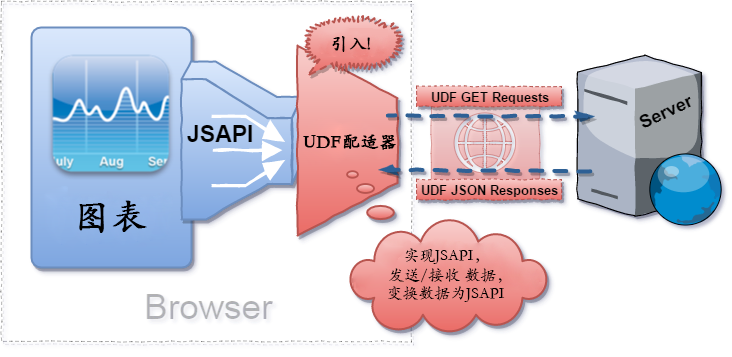 引入!
UDF GET Requests
Server
JSAPI
UDF配适器
July Aug Sep
UDF JSON Responses
图表
实现JSAPI,
发送/接收 数据,
变换数据为JSAPI
Browser